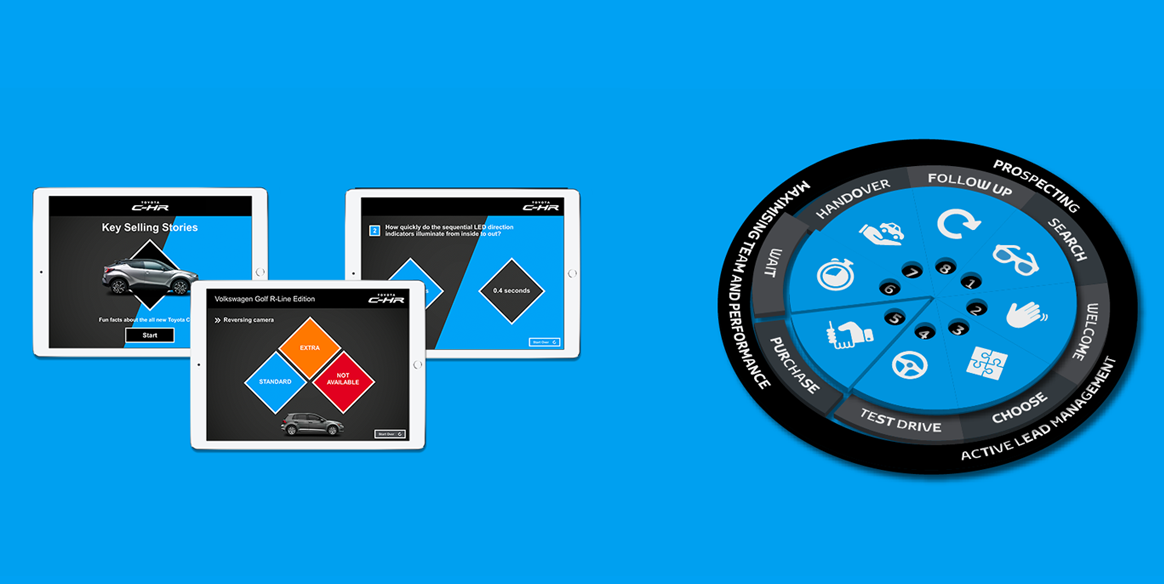 TOYOTA
C-HR
Key Selling Stories
Fun facts about the all new Toyota C
Start
TOYOTA
C-HR
2
How quickly do the sequential LED direction
indicators illuminate from inside to out?
0.4 seconds
Start Over
Volkswagen Golf R-Line Edition
TOYOTA
C-HR
Reversing camera
EXTRA
STANDARD
NOT
AVAILABLE
Start Over
PROSPECTING
ACTIVE LEAD MANAGEMENT
MAXIMISING TEAM AND PERFORMANCE
SEARCH
WELCOME
CHOOSE
TEST DRIVE
PURCHASE
WAIT
HANDOVER
FOLLOW UP
1
2
3
4
5
6
7
8